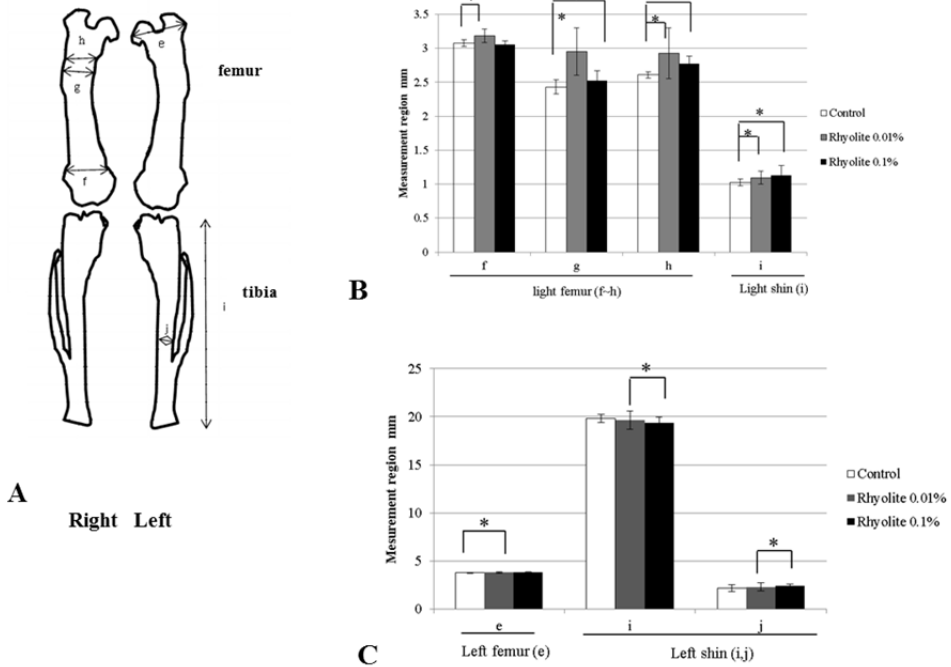 h
e
g
f
femur
tibia
i
j
A
Right Left
Measurement region mm
3.5
3
2.5
2
1.5
1
0.5
0
*
*
*
*
*
Control
Rhyolite 0.01%
Rhyolite 0.1%
f g h i
light femur (f~h) Light shin (i)
B
Mesurement region mm
25
20
15
10
5
0
*
*
*
Control
Rhyolite 0.01%
Rhyolite 0.1%
e i j
Left femur (e) Left shin (i,j)
C